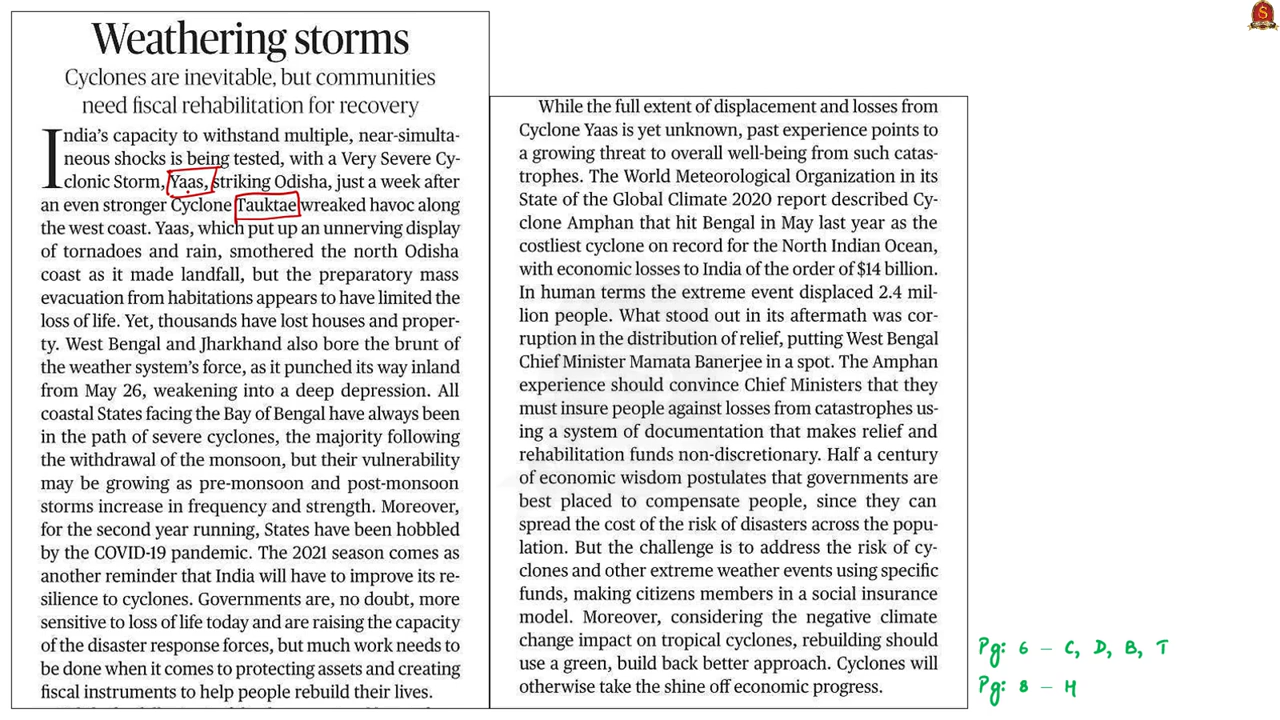 Weathering storms
Cyclones are inevitable, but communities
need fiscal rehabilitation for recovery
India's capacity to withstand multiple, near-simulta-
neous shocks is being tested, with a Very Severe Cy-
clonic Storm, Yaas, striking Odisha, just a week after
an even stronger Cyclone Tauktae wreaked havoc along
the west coast. Yaas, which put up an unnerving display
of tornadoes and rain, smothered the north Odisha
coast as it made landfall, but the preparatory mass
evacuation from habitations appears to have limited the
loss of life. Yet, thousands have lost houses and proper-
ty. West Bengal and Jharkhand also bore the brunt of
the weather system's force, as it punched its way inland
from May 26, weakening into a deep depression. All
coastal States facing the Bay of Bengal have always been
in the path of severe cyclones, the majority following
the withdrawal of the monsoon, but their vulnerability
may be growing as pre-monsoon and post-monsoon
storms increase in frequency and strength. Moreover,
for the second year running, States have been hobbled
by the COVID-19 pandemic. The 2021 season comes as
another reminder that India will have to improve its re-
silience to cyclones. Governments are, no doubt, more
sensitive to loss of life today and are raising the capacity
of the disaster response forces, but much work needs to
be done when it comes to protecting assets and creating
fiscal instruments to help people rebuild their lives.
While the full extent of displacement and losses from
Cyclone Yaas is yet unknown, past experience points to
a growing threat to overall well-being from such catas-
trophes. The World Meteorological Organization in its
State of the Global Climate 2020 report described Cy-
clone Amphan that hit Bengal in May last year as the
costliest cyclone on record for the North Indian Ocean,
with economic losses to India of the order of $14 billion.
In human terms the extreme event displaced 2.4 mil-
lion people. What stood out in its aftermath was cor-
ruption in the distribution of relief, putting West Bengal
Chief Minister Mamata Banerjee in a spot. The Amphan
experience should convince Chief Ministers that they
must insure people against losses from catastrophes us-
ing a system of documentation that makes relief and
rehabilitation funds non-discretionary. Half a century
of economic wisdom postulates that governments are
best placed to compensate people, since they can
spread the cost of the risk of disasters across the popu-
lation. But the challenge is to address the risk of cy-
clones and other extreme weather events using specific
funds, making citizens members in a social insurance
model. Moreover, considering the negative climate
change impact on tropical cyclones, rebuilding should
use a green, build back better approach. Cyclones will
otherwise take the shine off economic progress.
Pg: 6 – C, D, B, T
Pg: 8 – H